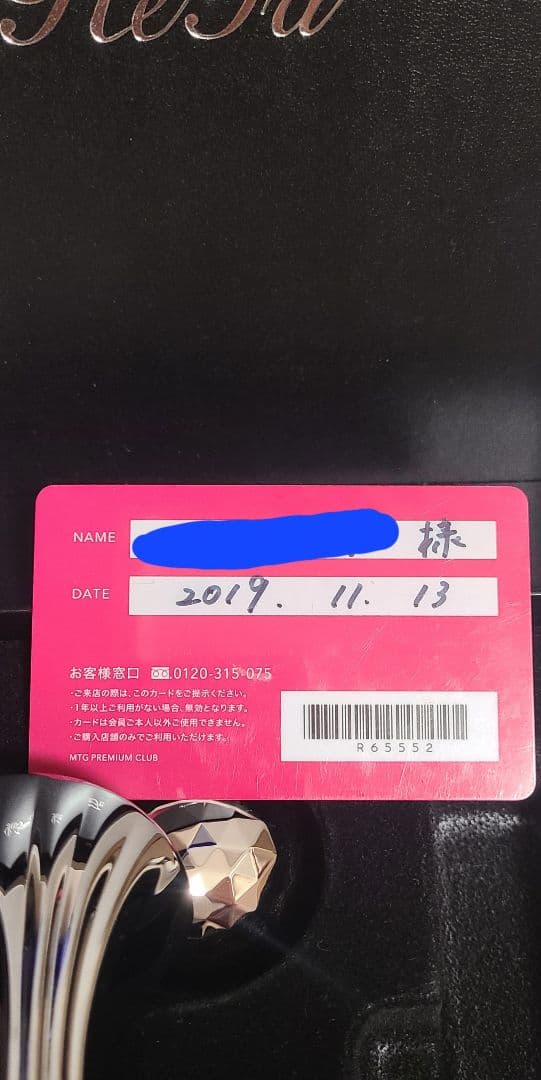 ReFa
NAME 様
DATE 2019. 11. 13
お客様窓口 0120-315-075
・ご来店の際は、このカードをご提示ください。
・1年以上ご利用がない場合、無効となります。
・カードは会員ご本人以外ご使用できません。
・ご購入店舗のみでご利用いただけます。
MTG PREMIUM CLUB
R65552